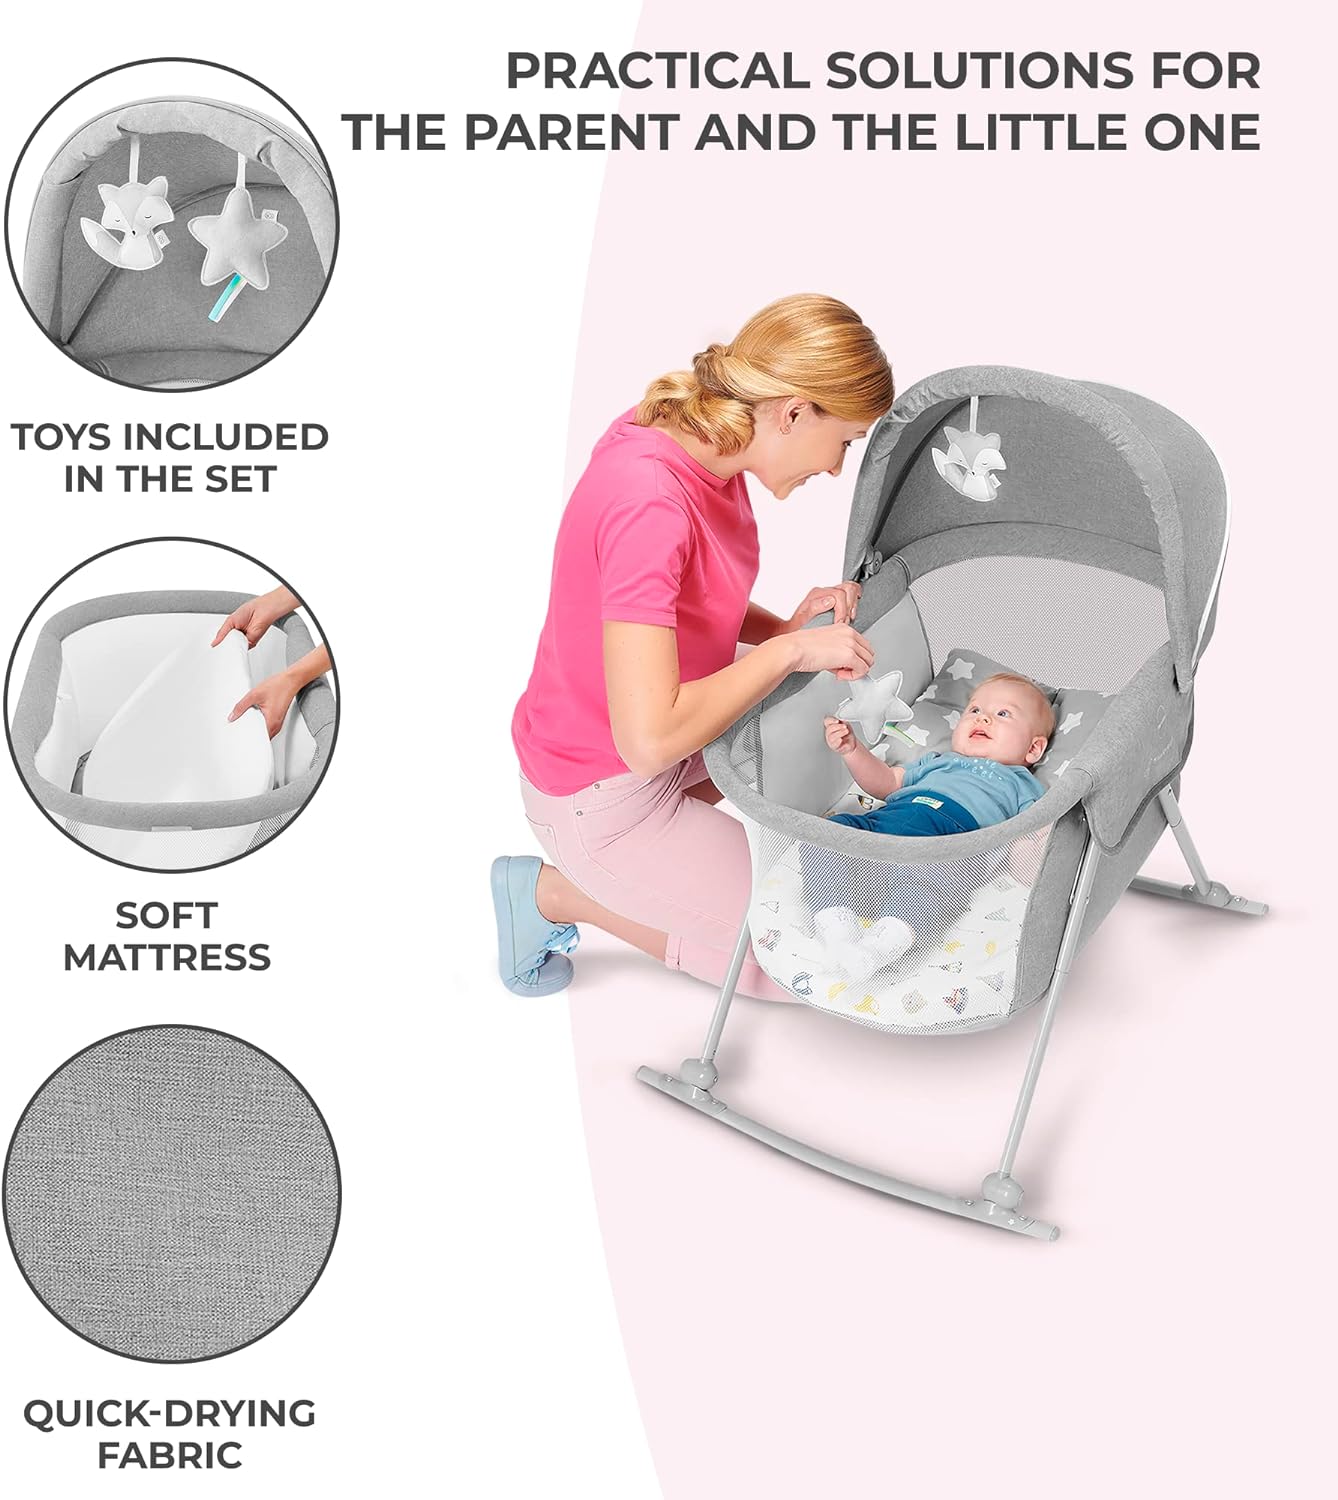 PRACTICAL SOLUTIONS FOR
THE PARENT AND THE LITTLE ONE
TOYS INCLUDED
IN THE SET
SOFT
MATTRESS
QUICK-DRYING
FABRIC